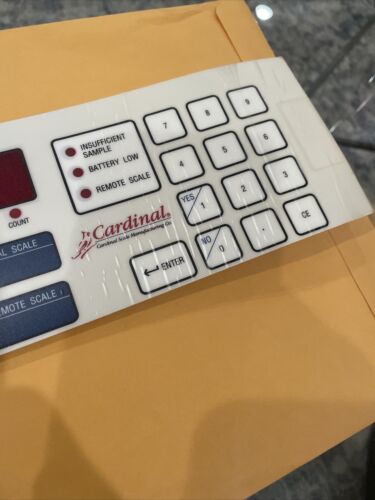 INSUFFICIENT
SAMPLE
BATTERY LOW
REMOTE SCALE
7
8
9
4
5
6
YES
1
2
3
NO
0
.
CE
ENTER
COUNT
Cardinal®
Cardinal Scale Manufacturing Co.
AL SCALE
MOTE SCALE